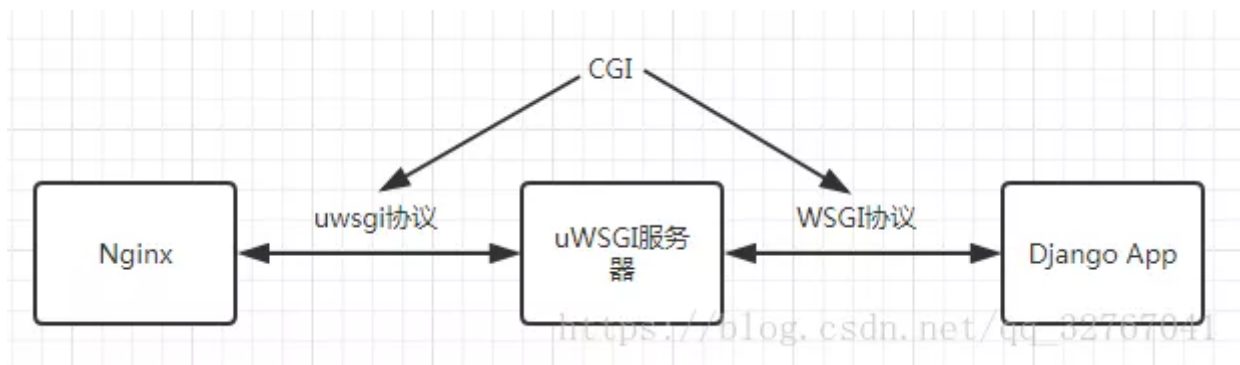 CGI
uwsgi协议
WSGI协议
Nginx
uWSGI服务
器
Django App
https://blog.csdn.net/qq_32767041